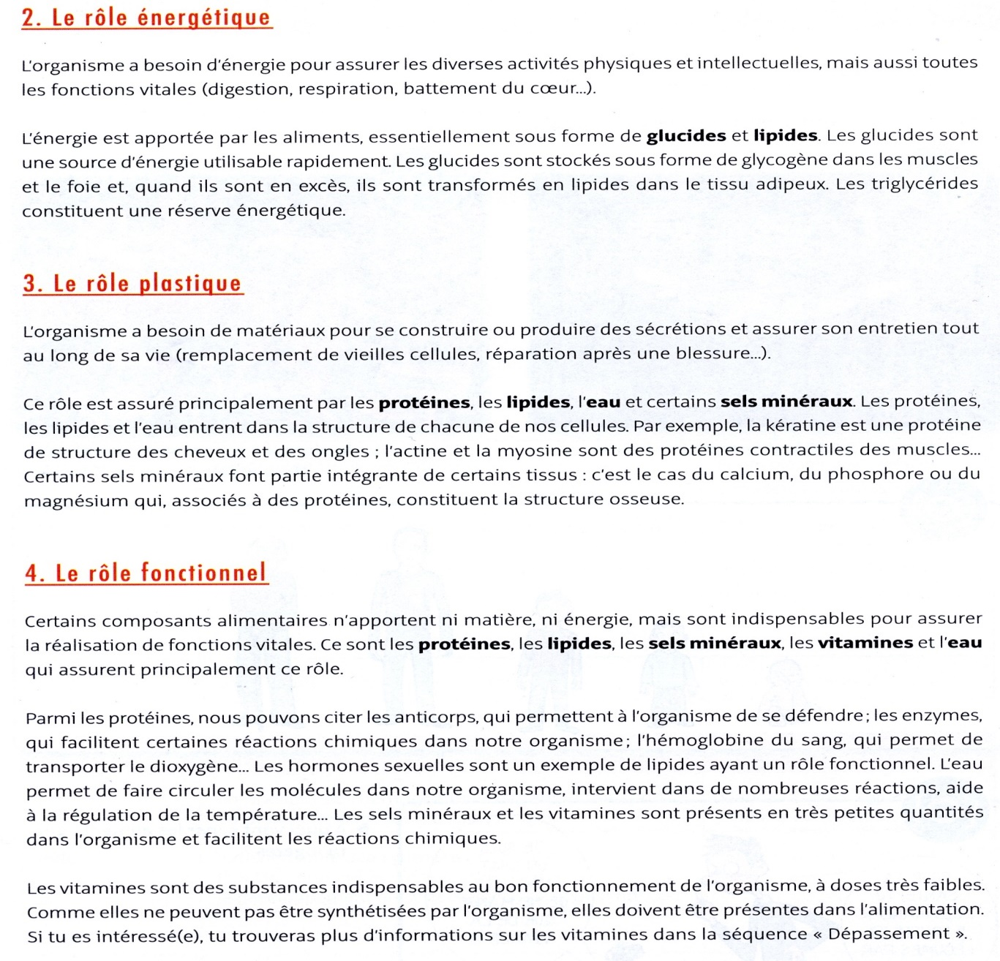 2. Le rôle énergétique
L'organisme a besoin d'énergie pour assurer les diverses activités physiques et intellectuelles, mais aussi toutes
les fonctions vitales (digestion, respiration, battement du cœur...).
L'énergie est apportée par les aliments, essentiellement sous forme de glucides et lipides. Les glucides sont
une source d'énergie utilisable rapidement. Les glucides sont stockés sous forme de glycogène dans les muscles
et le foie et, quand ils sont en excès, ils sont transformés en lipides dans le tissu adipeux. Les triglycérides
constituent une réserve énergétique.
3. Le rôle plastique
L'organisme a besoin de matériaux pour se construire ou produire des sécrétions et assurer son entretien tout
au long de sa vie (remplacement de vieilles cellules, réparation après une blessure...).
Ce rôle est assuré principalement par les protéines, les lipides, l'eau et certains sels minéraux. Les protéines,
les lipides et l'eau entrent dans la structure de chacune de nos cellules. Par exemple, la kératine est une protéine
de structure des cheveux et des ongles ; l'actine et la myosine sont des protéines contractiles des muscles...
Certains sels minéraux font partie intégrante de certains tissus : c'est le cas du calcium, du phosphore ou du
magnésium qui, associés à des protéines, constituent la structure osseuse.
4. Le rôle fonctionnel
Certains composants alimentaires n'apportent ni matière, ni énergie, mais sont indispensables pour assurer
la réalisation de fonctions vitales. Ce sont les protéines, les lipides, les sels minéraux, les vitamines et l'eau
qui assurent principalement ce rôle.
Parmi les protéines, nous pouvons citer les anticorps, qui permettent à l'organisme de se défendre ; les enzymes,
qui facilitent certaines réactions chimiques dans notre organisme ; l'hémoglobine du sang, qui permet de
transporter le dioxygène... Les hormones sexuelles sont un exemple de lipides ayant un rôle fonctionnel. L'eau
permet de faire circuler les molécules dans notre organisme, intervient dans de nombreuses réactions, aide
à la régulation de la température... Les sels minéraux et les vitamines sont présents en très petites quantités
dans l'organisme et facilitent les réactions chimiques.
Les vitamines sont des substances indispensables au bon fonctionnement de l'organisme, à doses très faibles.
Comme elles ne peuvent pas être synthétisées par l'organisme, elles doivent être présentes dans l'alimentation.
Si tu es intéressé(e), tu trouveras plus d'informations sur les vitamines dans la séquence « Dépassement ».